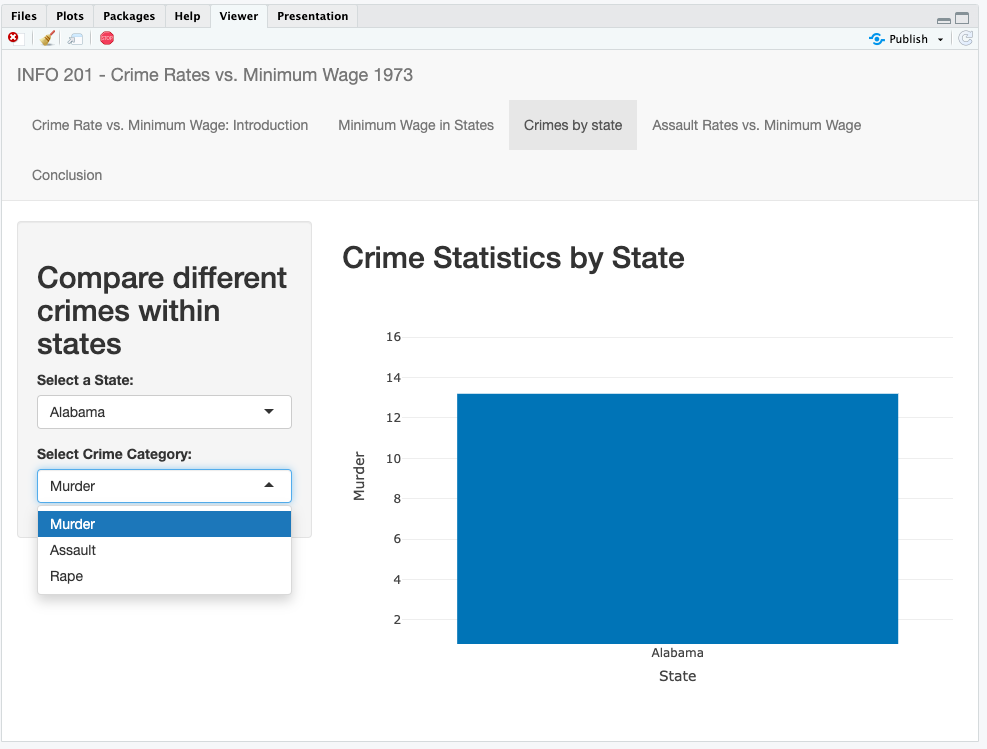 Files Plots Packages Help Viewer Presentation
STOP Publish
INFO 201 - Crime Rates vs. Minimum Wage 1973
Crime Rate vs. Minimum Wage: Introduction Minimum Wage in States Crimes by state Assault Rates vs. Minimum Wage
Conclusion
Compare different
crimes within
states
Select a State:
Alabama
Select Crime Category:
Murder
Murder
Assault
Rape
Crime Statistics by State
16
14
12
10
8
6
4
2
Murder
Alabama
State